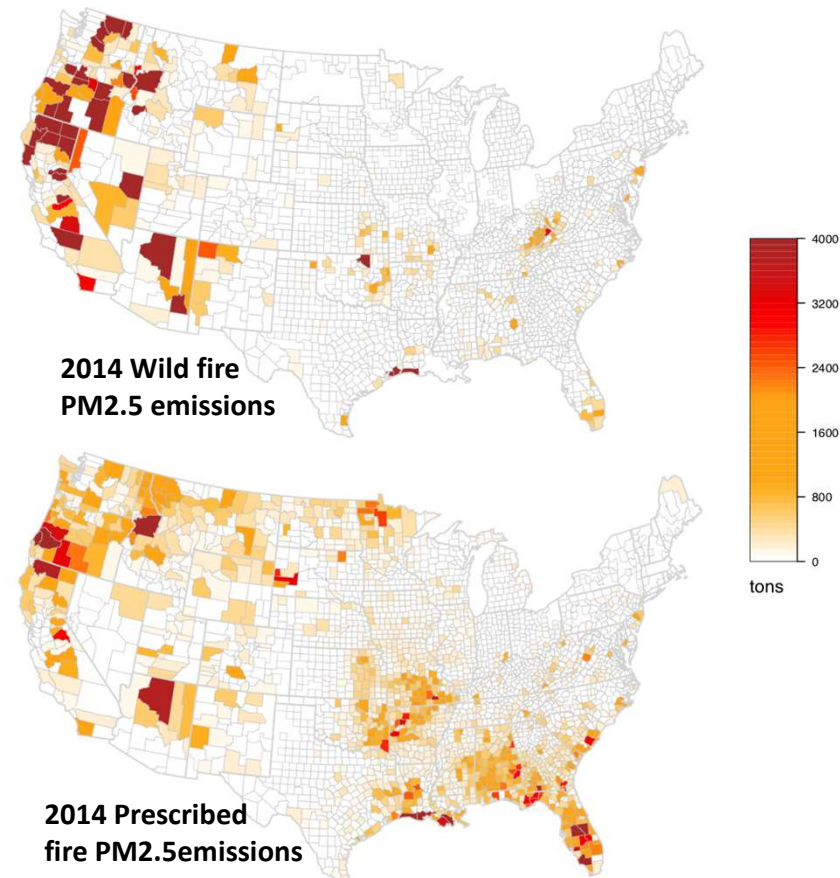 2014 Wild fire
PM2.5 emissions
4000
3200
2400
1600
800
0
tons
2014 Prescribed
fire PM2.5emissions